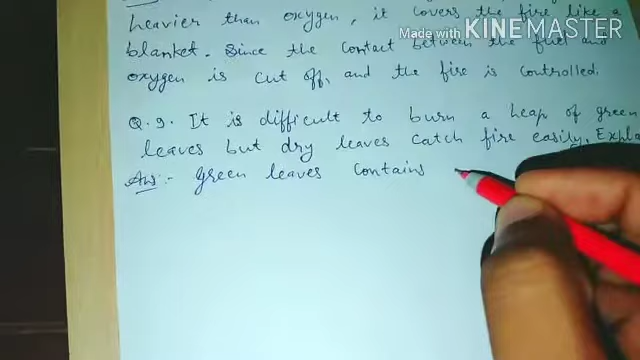 heavier than oxygen, it covers the fire like a
Made with KINEMASTER
blanket. Since the contact between the fuel and
oxygen is cut off, and the fire is controlled.
Q.9. It is difficult to burn a heap of green
leaves but dry leaves catch fire easily. Expla
Ans:- Green leaves contains